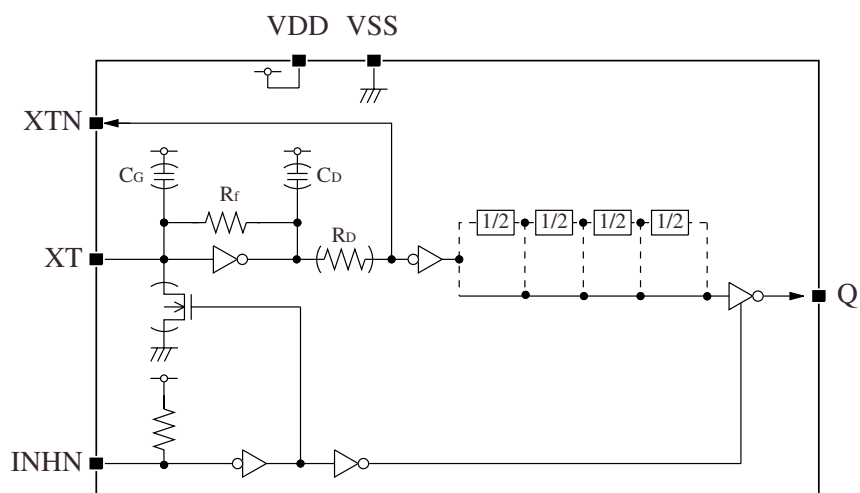 VDD VSS
XTN
CG
CD
Rf
RD
1/2 1/2 1/2 1/2
XT
Q
INHN